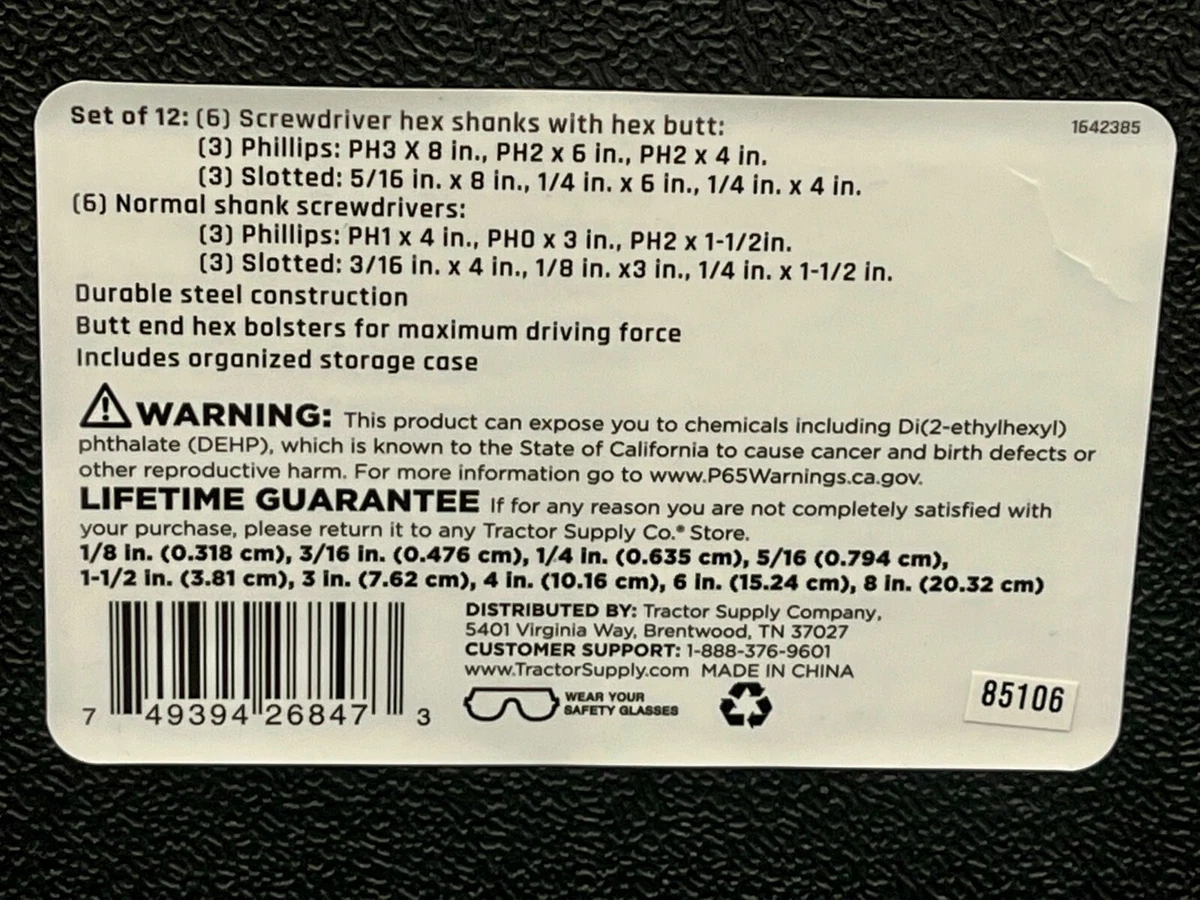 Set of 12: (6) Screwdriver hex shanks with hex butt:
1642385
(3) Phillips: PH3 X 8 in., PH2 x 6 in., PH2 x 4 in.
(3) Slotted: 5/16 in. x 8 in., 1/4 in. x 6 in., 1/4 in. x 4 in.
(6) Normal shank screwdrivers:
(3) Phillips: PH1 x 4 in., PH0 x 3 in., PH2 x 1-1/2in.
(3) Slotted: 3/16 in. x 4 in., 1/8 in. x3 in., 1/4 in. x 1-1/2 in.
Durable steel construction
Butt end hex bolsters for maximum driving force
Includes organized storage case
WARNING: This product can expose you to chemicals including Di(2-ethylhexyl)
phthalate (DEHP), which is known to the State of California to cause cancer and birth defects or
other reproductive harm. For more information go to www.P65Warnings.ca.gov.
LIFETIME GUARANTEE If for any reason you are not completely satisfied with
your purchase, please return it to any Tractor Supply Co.® Store.
1/8 in. (0.318 cm), 3/16 in. (0.476 cm), 1/4 in. (0.635 cm), 5/16 (0.794 cm),
1-1/2 in. (3.81 cm), 3 in. (7.62 cm), 4 in. (10.16 cm), 6 in. (15.24 cm), 8 in. (20.32 cm)
DISTRIBUTED BY: Tractor Supply Company,
5401 Virginia Way, Brentwood, TN 37027
CUSTOMER SUPPORT: 1-888-376-9601
www.TractorSupply.com MADE IN CHINA
WEAR YOUR
SAFETY GLASSES
7 49394 26847 3
85106